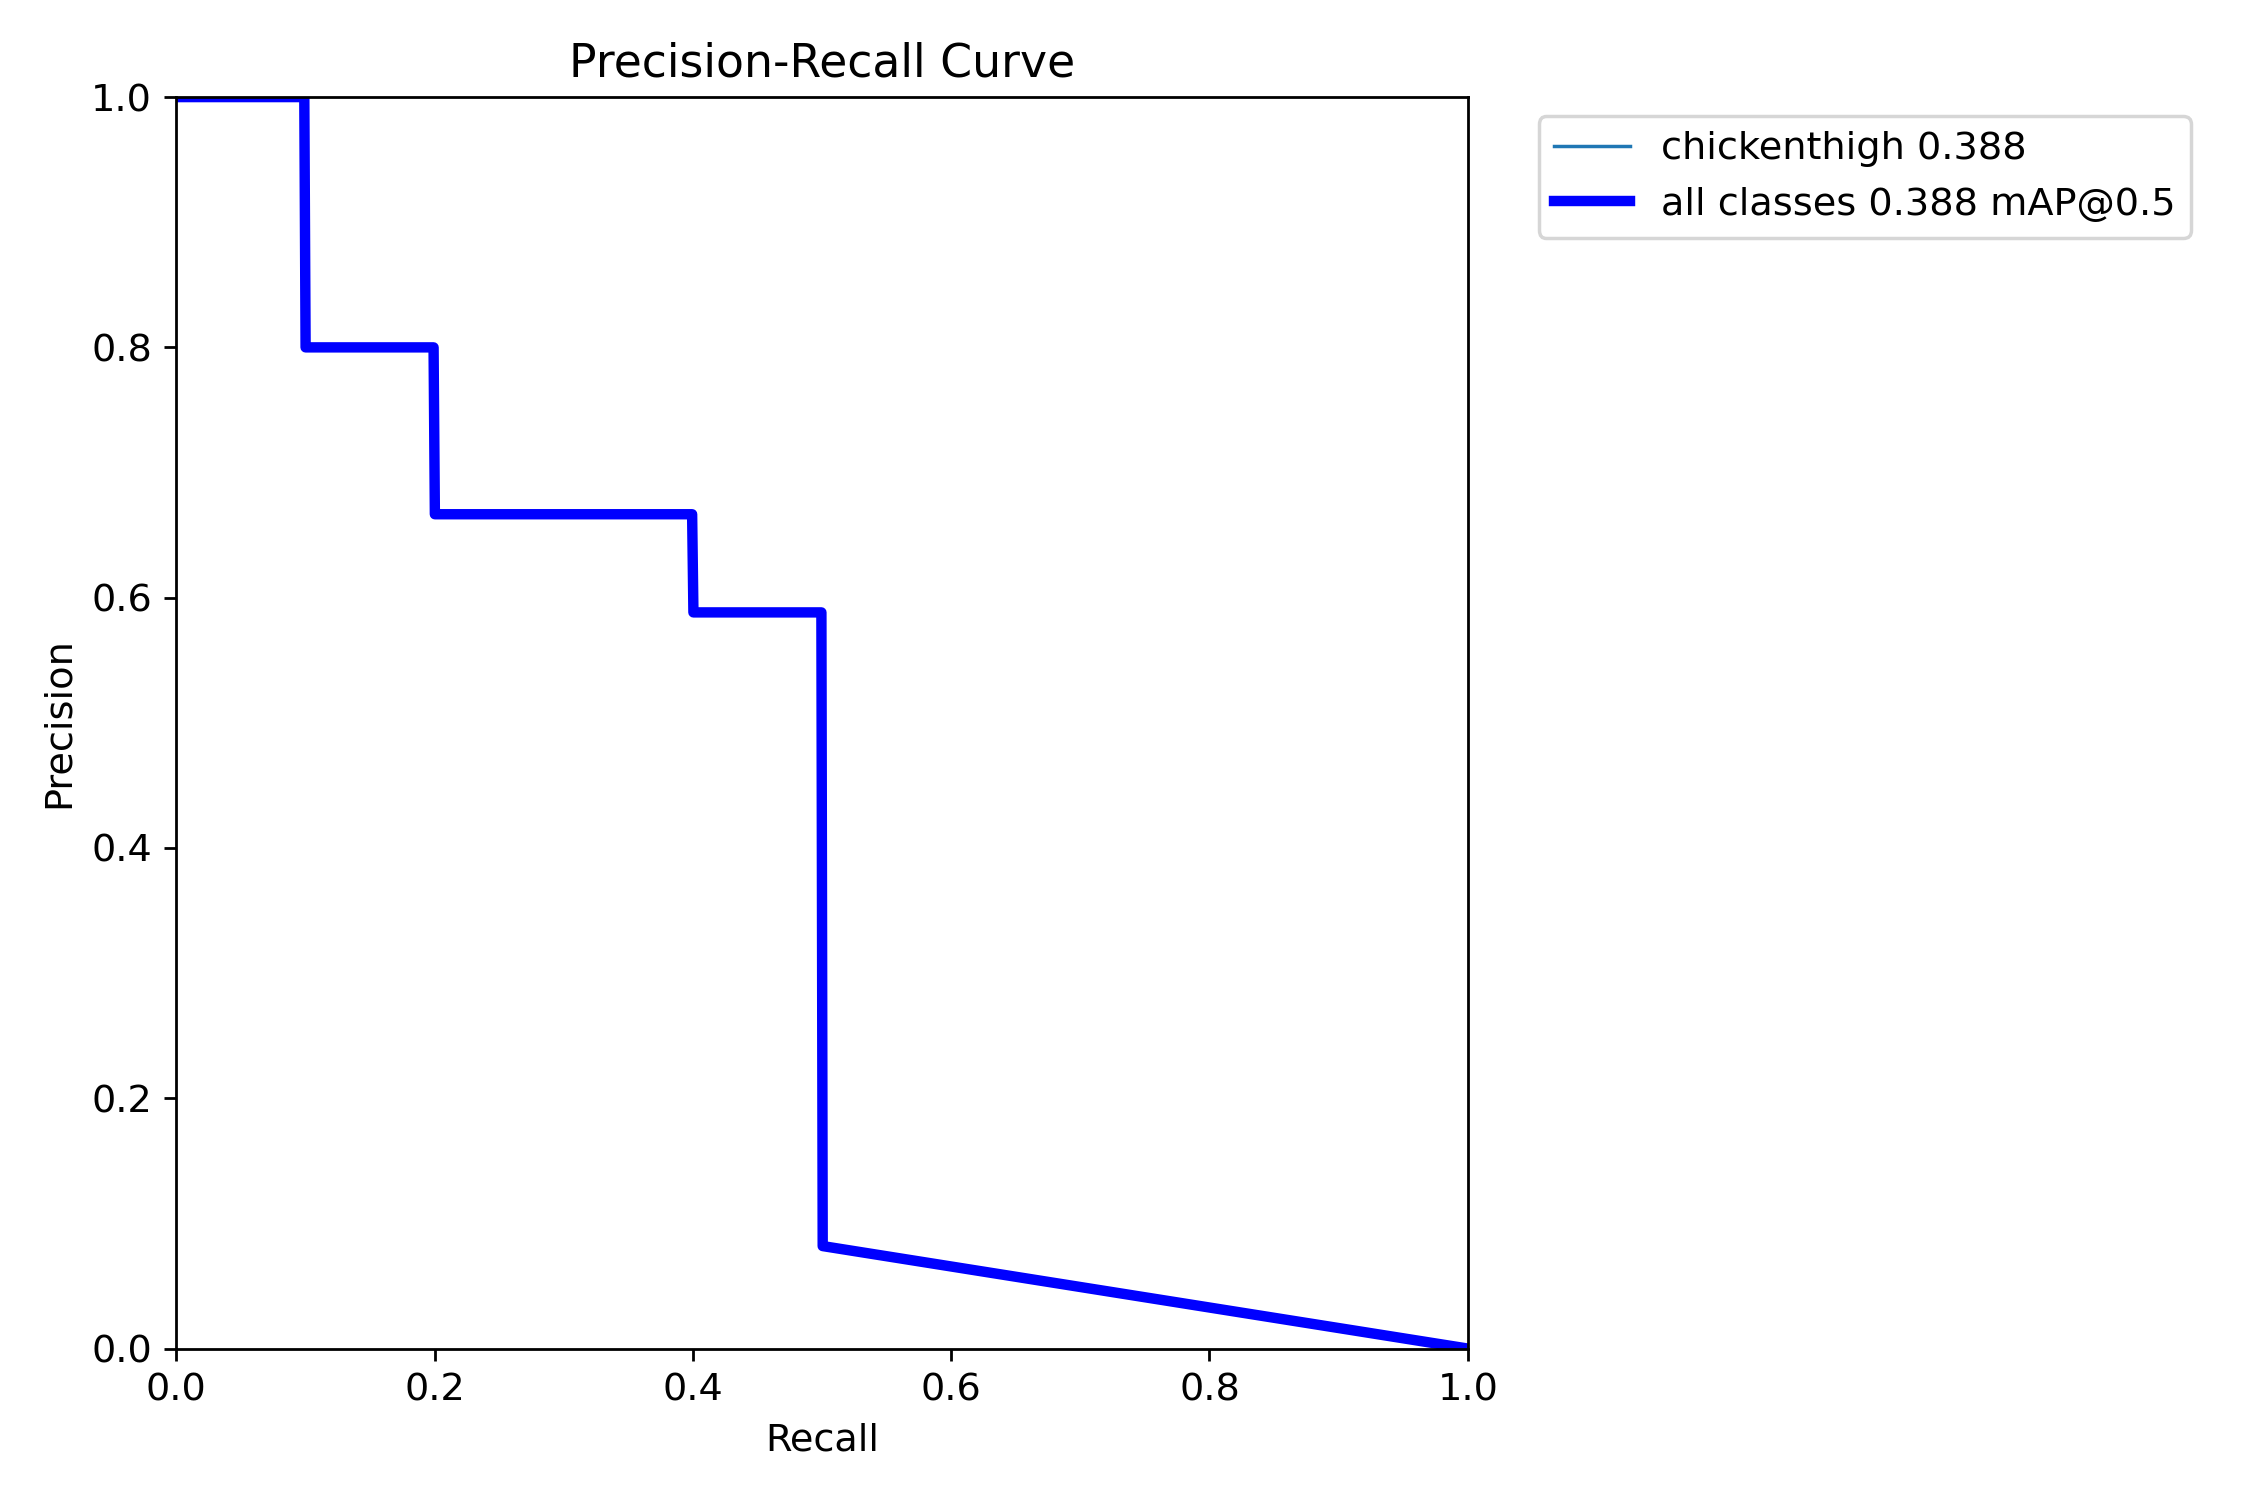 Precision-Recall Curve
chickenthigh 0.388
all classes 0.388 mAP@0.5
1.0
0.8
0.6
0.4
0.2
0.0
Precision
0.0 0.2 0.4 0.6 0.8 1.0
Recall